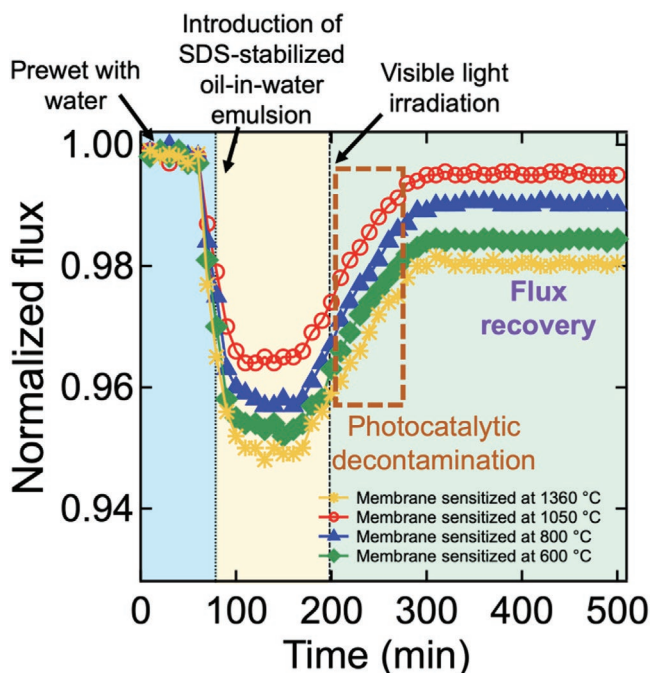 Introduction of
SDS-stabilized
oil-in-water
emulsion
Prewet with
water
Visible light
irradiation
1.00
0.98
0.96
0.94
Normalized flux
Flux
recovery
Photocatalytic
decontamination
Membrane sensitized at 1360 °C
Membrane sensitized at 1050 °C
Membrane sensitized at 800 °C
Membrane sensitized at 600 °C
0 100 200 300 400 500
Time (min)